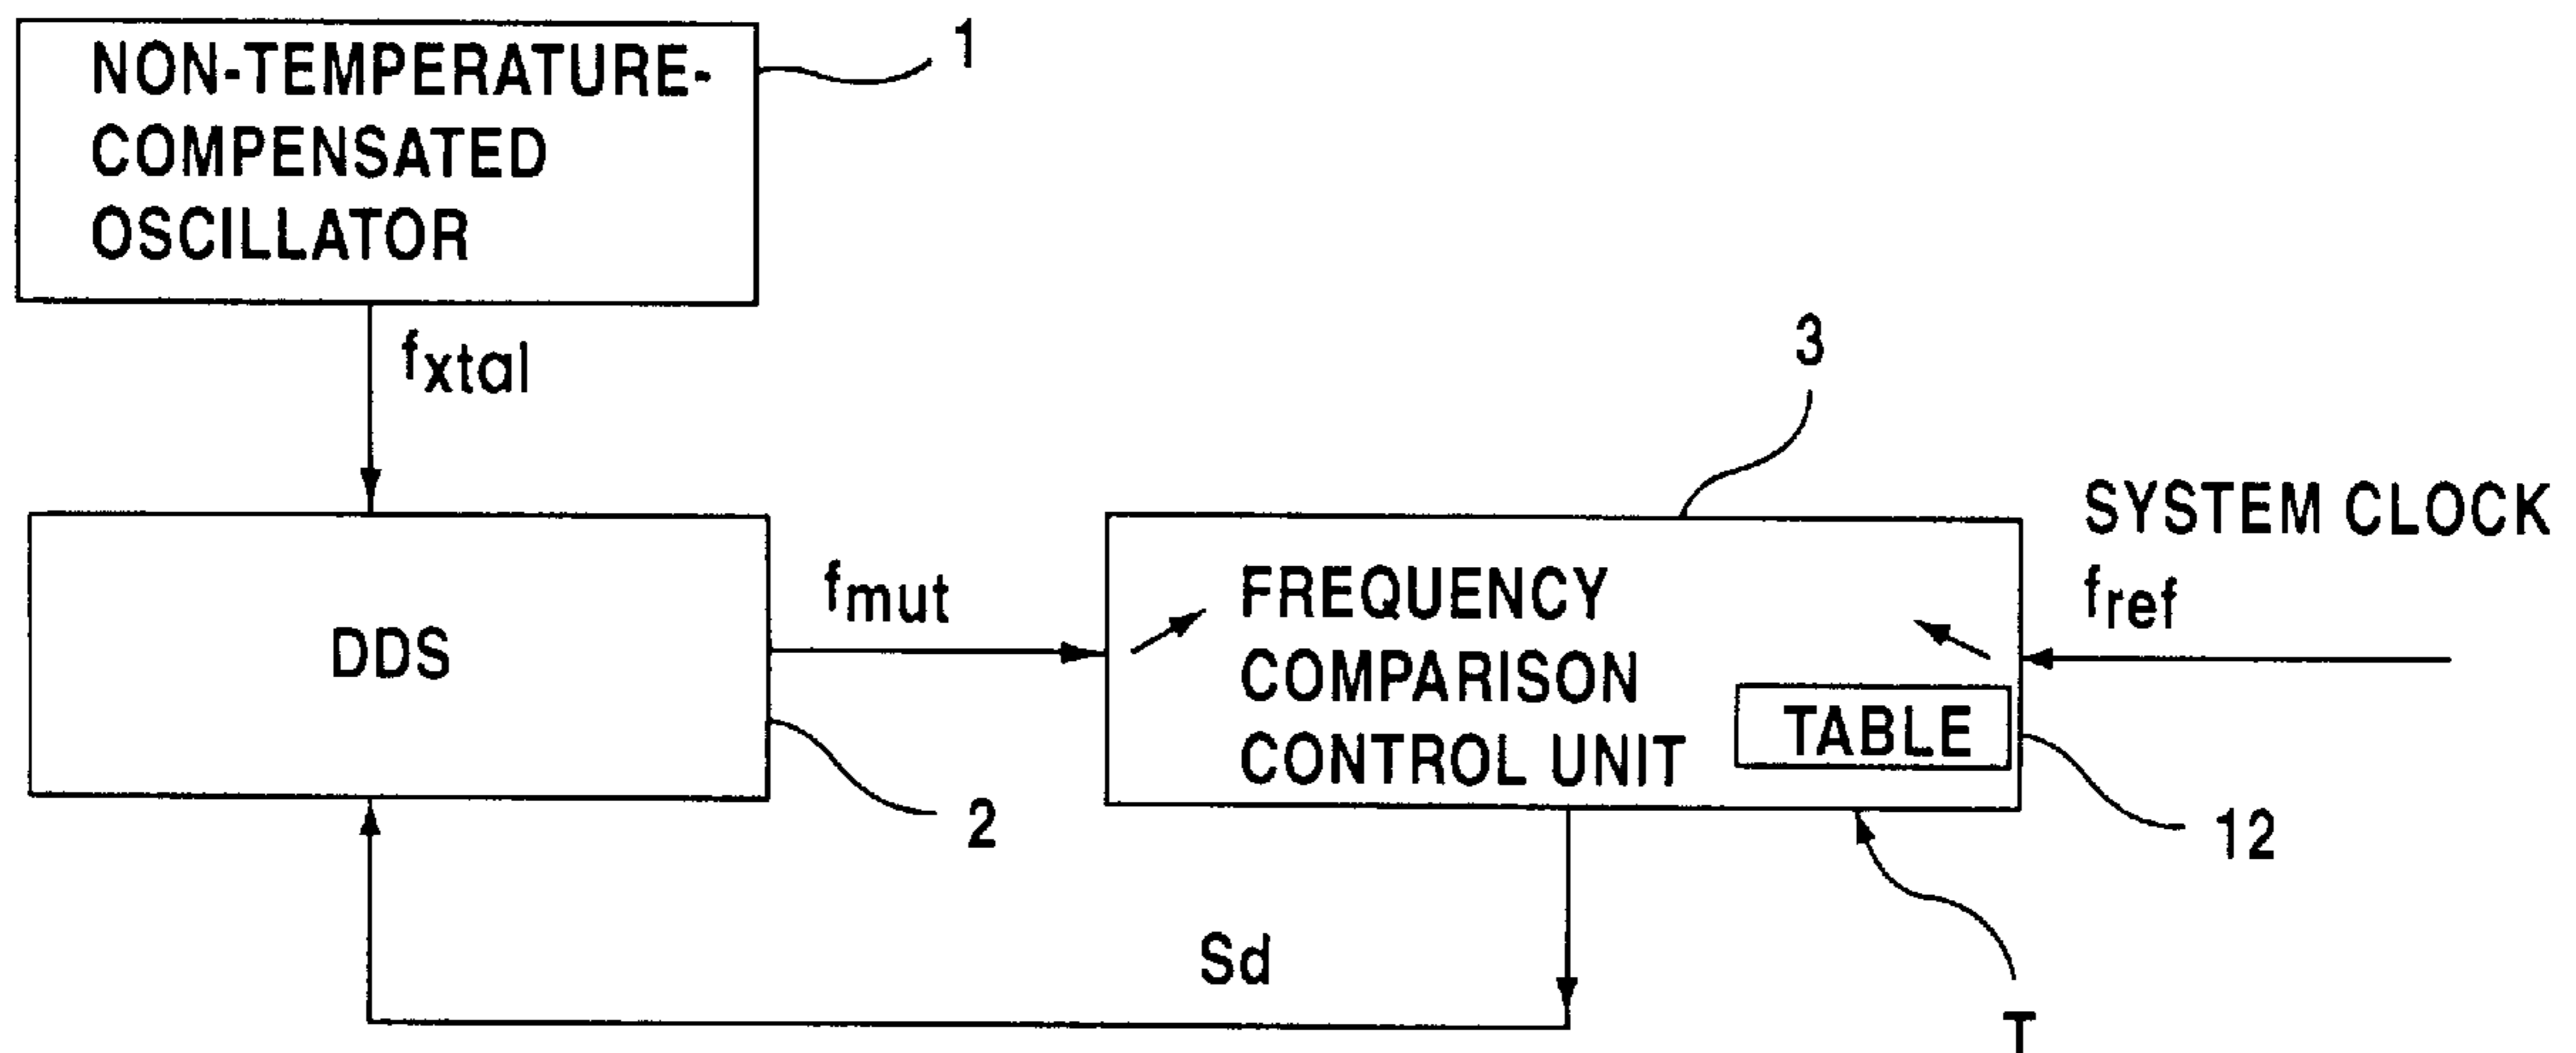 NON-TEMPERATURE-
COMPENSATED
OSCILLATOR
1
fxtal
3
SYSTEM CLOCK
fref
fmut
DDS
FREQUENCY
COMPARISON
CONTROL UNIT
TABLE
2
12
Sd
T